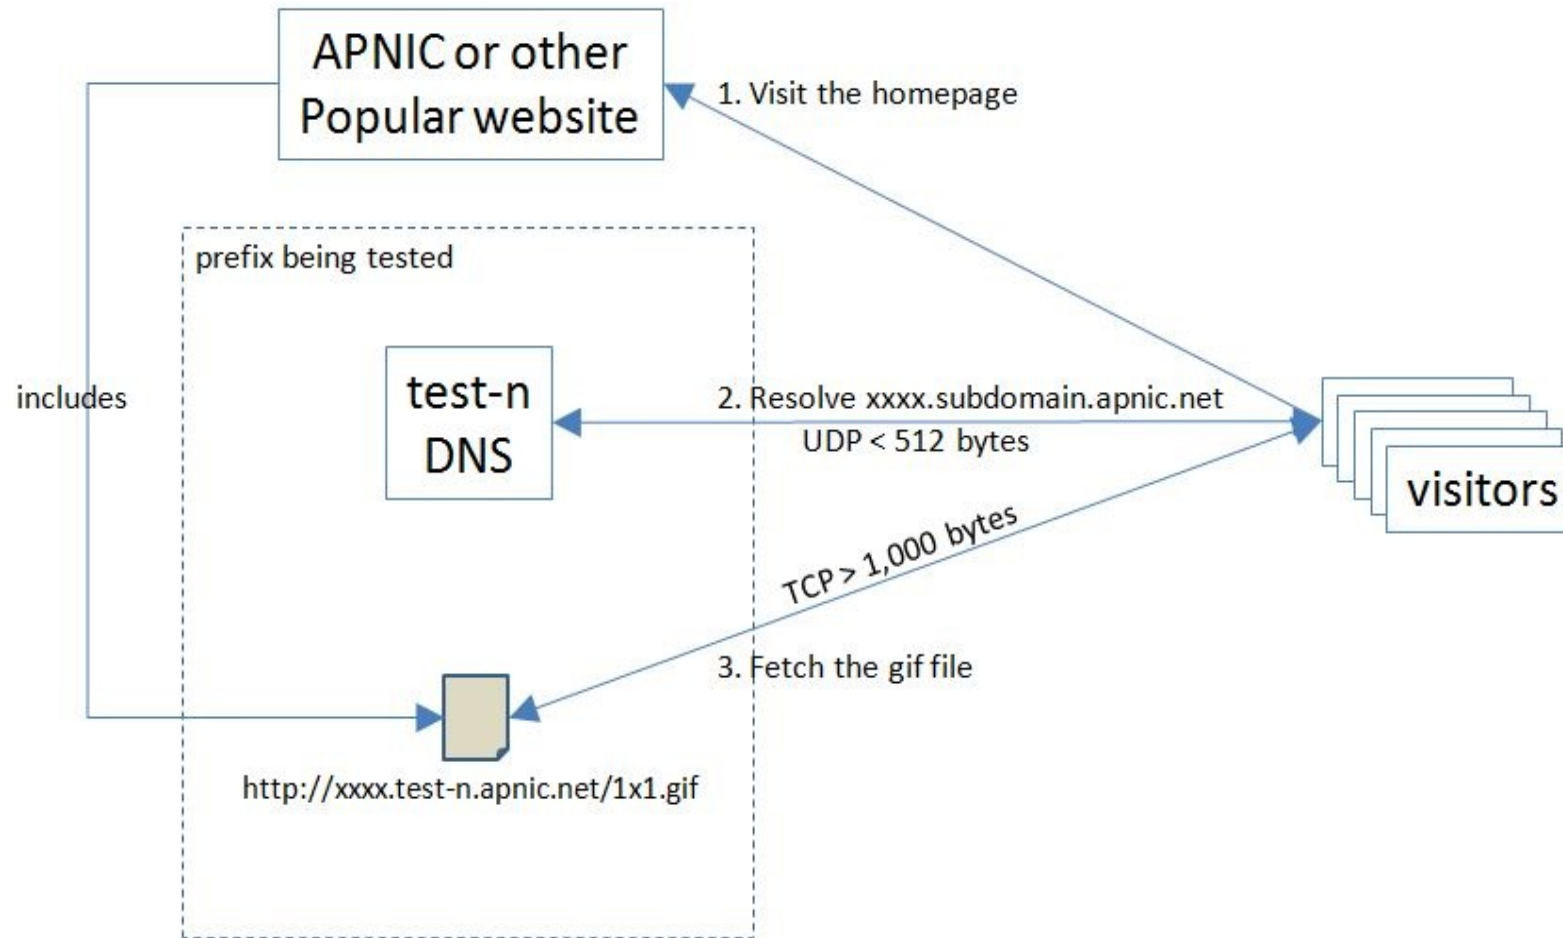 APNIC or other
Popular website
1. Visit the homepage
prefix being tested
includes
test-n
DNS
2. Resolve xxxx.subdomain.apnic.net
UDP < 512 bytes
visitors
TCP > 1,000 bytes
3. Fetch the gif file
http://xxxx.test-n.apnic.net/1x1.gif